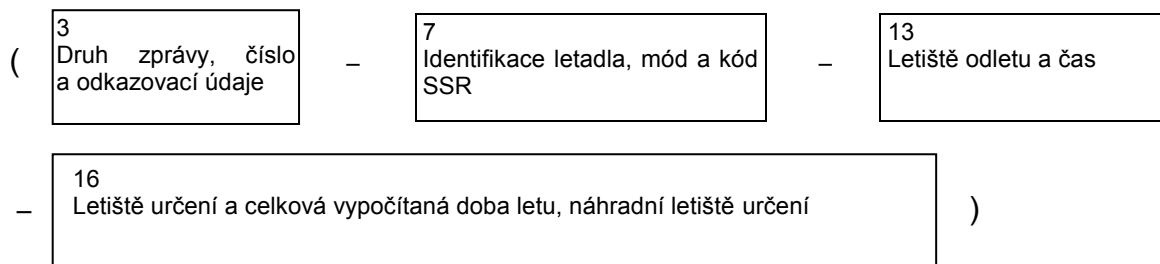 3
Druh zprávy, číslo
a odkazovací údaje
(
–
7
Identifikace letadla, mód a kód
SSR
–
13
Letiště odletu a čas
–
16
Letiště určení a celková vypočítaná doba letu, náhradní letiště určení
)